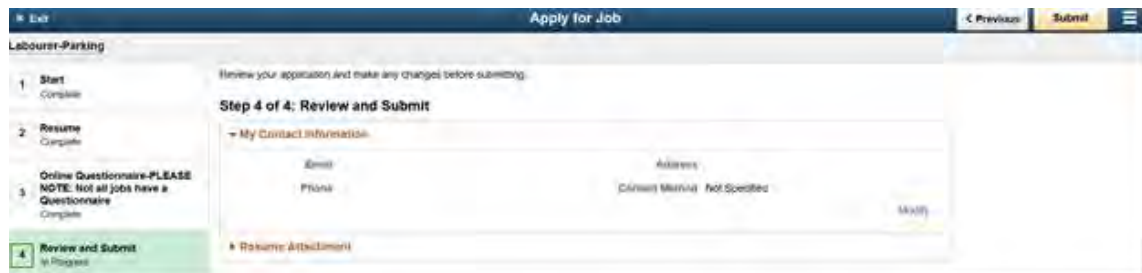 Exit
Apply for Job
Previous
Submit
Labourer-Parking
1 Start
Complete
2 Resume
Complete
3 Online Questionnaire-PLEASE
NOTE: Not all jobs have a
Questionnaire
Complete
4 Review and Submit
In Progress
Review your application and make any changes before submitting.
Step 4 of 4: Review and Submit
My Contact Information
Email
Address
Phone
Contact Method Not Specified
Modify
Resume Attachment